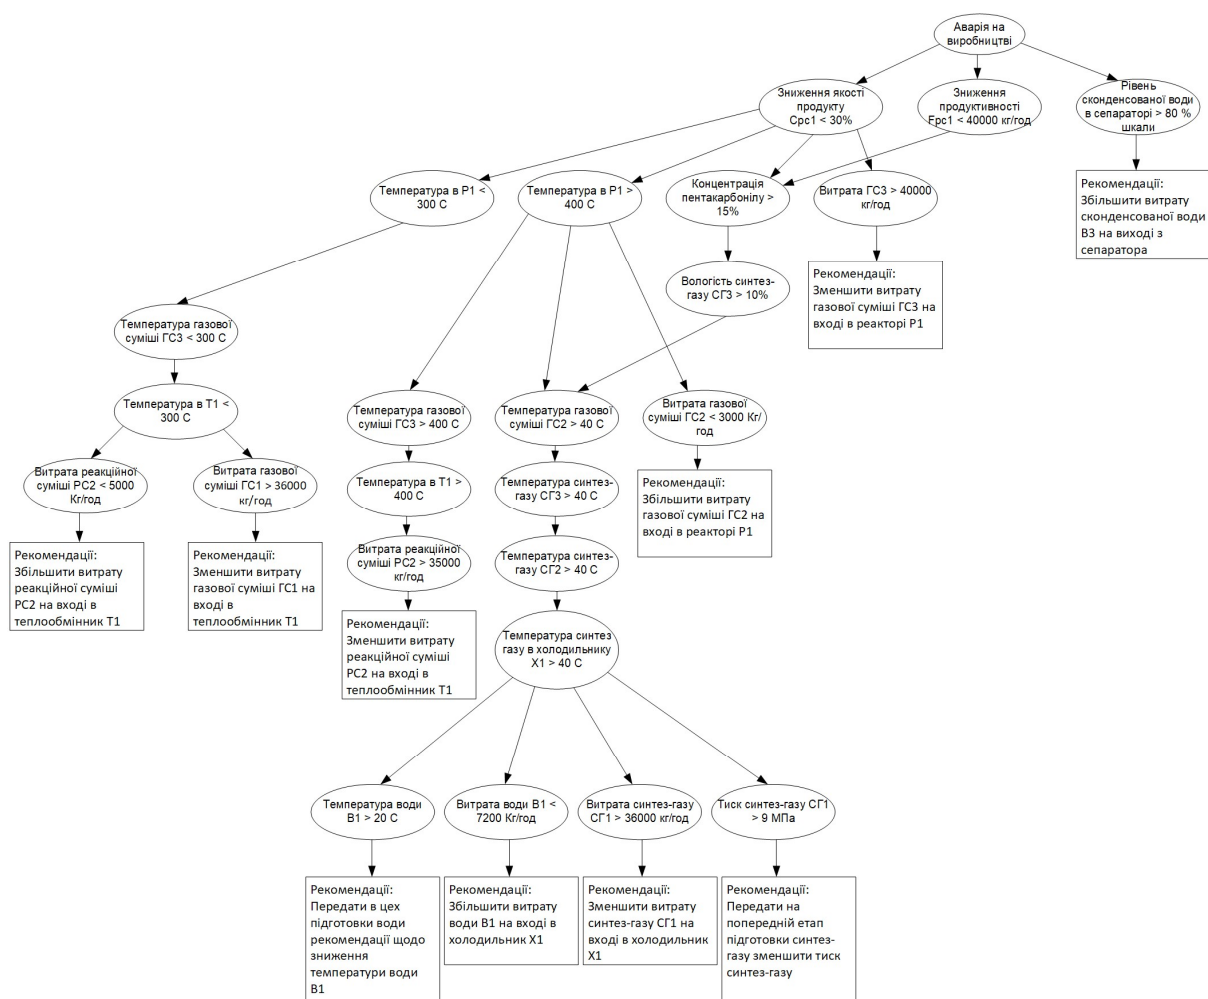 Аварія на
виробництві
Зниження якості
продукту
Cpc1 < 30%
Зниження
продуктивності
Fpc1 < 40000 кг/год
Рівень
сконденсованої води
в сепараторі > 80 %
шкали
Температура в Р1 <
300 С
Температура в Р1 >
400 С
Концентрація
пентакарбонілу >
15%
Витрата ГС3 > 40000
кг/год
Рекомендації:
Збільшити витрату
сконденсованої води
В3 на виході з
сепаратора
Вологість синтез-
газу СГ3 > 10%
Рекомендації:
Зменшити витрату
газової суміші ГС3 на
вході в реакторі Р1
Температура газової
суміші ГС3 < 300 С
Температура в Т1 <
300 С
Температура газової
суміші ГС3 > 400 С
Температура газової
суміші ГС2 > 40 С
Витрата газової
суміші ГС2 < 3000 Кг/
год
Витрата реакційної
суміші РС2 < 5000
Кг/год
Витрата газової
суміші ГС1 > 36000
кг/год
Температура в Т1 >
400 С
Температура синтез-
газу СГ3 > 40 С
Рекомендації:
Збільшити витрату
газової суміші ГС2 на
вході в реакторі Р1
Рекомендації:
Збільшити витрату
реакційної суміші
РС2 на вході в
теплообмінник Т1
Рекомендації:
Зменшити витрату
газової суміші ГС1 на
вході в
теплообмінник Т1
Витрата реакційної
суміші РС2 > 35000
кг/год
Температура синтез-
газу СГ2 > 40 С
Рекомендації:
Зменшити витрату
реакційної суміші
РС2 на вході в
теплообмінник Т1
Температура синтез
газу в холодильнику
Х1 > 40 С
Температура води
В1 > 20 С
Витрата води В1 <
7200 Кг/год
Витрата синтез-газу
СГ1 > 36000 кг/год
Тиск синтез-газу СГ1
> 9 МПа
Рекомендації:
Передати в цех
підготовки води
рекомендації щодо
зниження
температури води
В1
Рекомендації:
Збільшити витрату
води В1 на вході в
холодильник Х1
Рекомендації:
Зменшити витрату
синтез-газу СГ1 на
вході в холодильник
Х1
Рекомендації:
Передати на
попередній етап
підготовки синтез-
газу зменшити тиск
синтез-газу